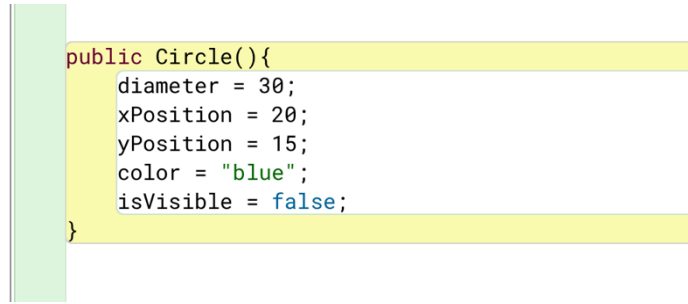 public Circle(){
diameter = 30;
xPosition = 20;
yPosition = 15;
color = "blue";
isVisible = false;
}